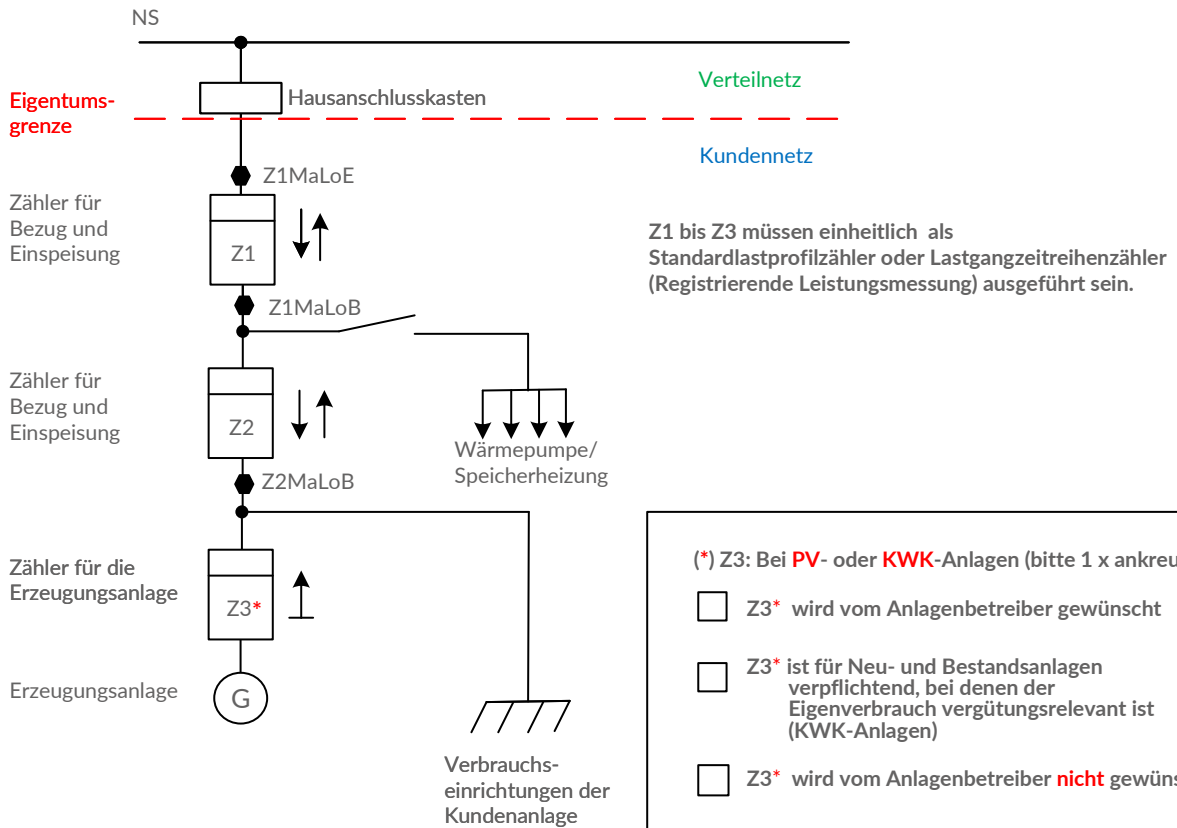 NS
Verteilnetz
Hausanschlusskasten
Eigentums-
grenze
Kundennetz
Z1MaLoE
Zähler für
Bezug und
Einspeisung
Z1
Z1 bis Z3 müssen einheitlich als
Standardlastprofilzähler oder Lastgangzeitreihenzähler
(Registrierende Leistungsmessung) ausgeführt sein.
Z1MaLoB
Zähler für
Bezug und
Einspeisung
Z2
Wärmepumpe/
Speicherheizung
Z2MaLoB
Zähler für die
Erzeugungsanlage
Z3*
Erzeugungsanlage
G
Verbrauchs-
einrichtungen der
Kundenanlage
(*) Z3: Bei PV- oder KWK-Anlagen (bitte 1 x ankreu
Z3* wird vom Anlagenbetreiber gewünscht
Z3* ist für Neu- und Bestandsanlagen
verpflichtend, bei denen der
Eigenverbrauch vergütungsrelevant ist
(KWK-Anlagen)
Z3* wird vom Anlagenbetreiber nicht gewüns